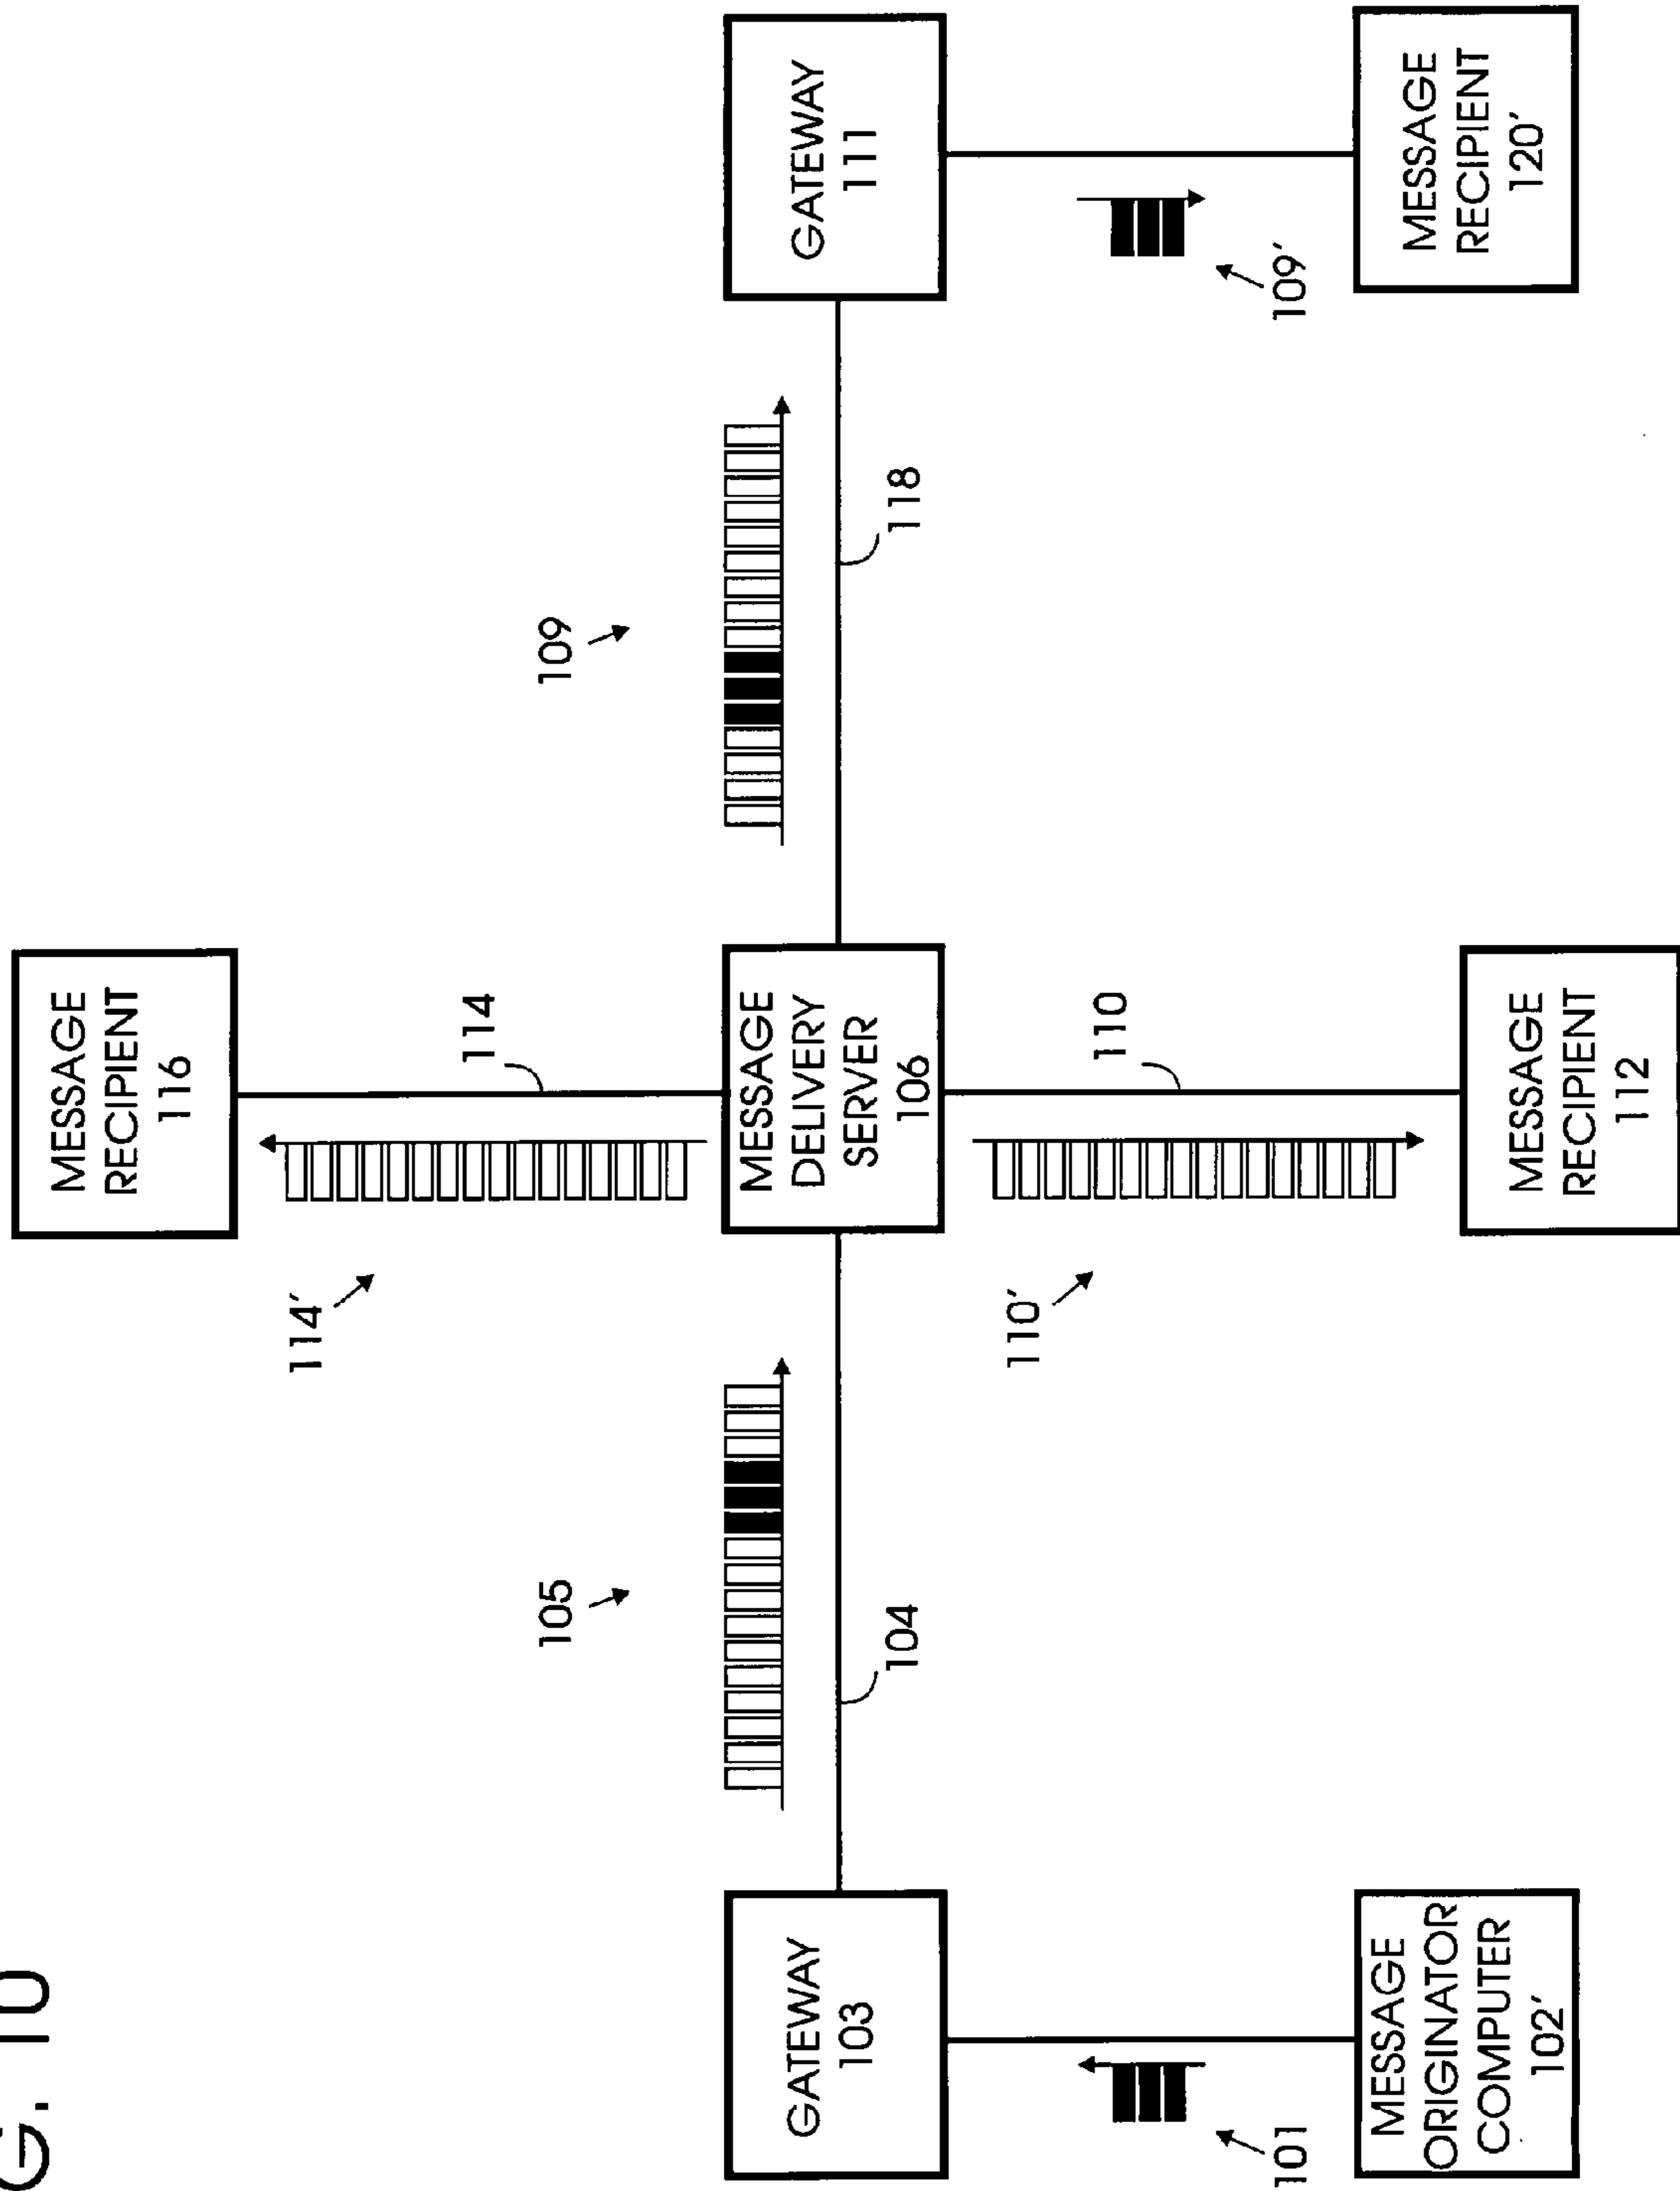 G. 10
MESSAGE
RECIPIENT
116
114′
114
105
109
GATEWAY
103
MESSAGE
DELIVERY
SERVER
106
GATEWAY
111
104
118
110′
110
101
109′
MESSAGE
ORIGINATOR
COMPUTER
102′
MESSAGE
RECIPIENT
112
MESSAGE
RECIPIENT
120′